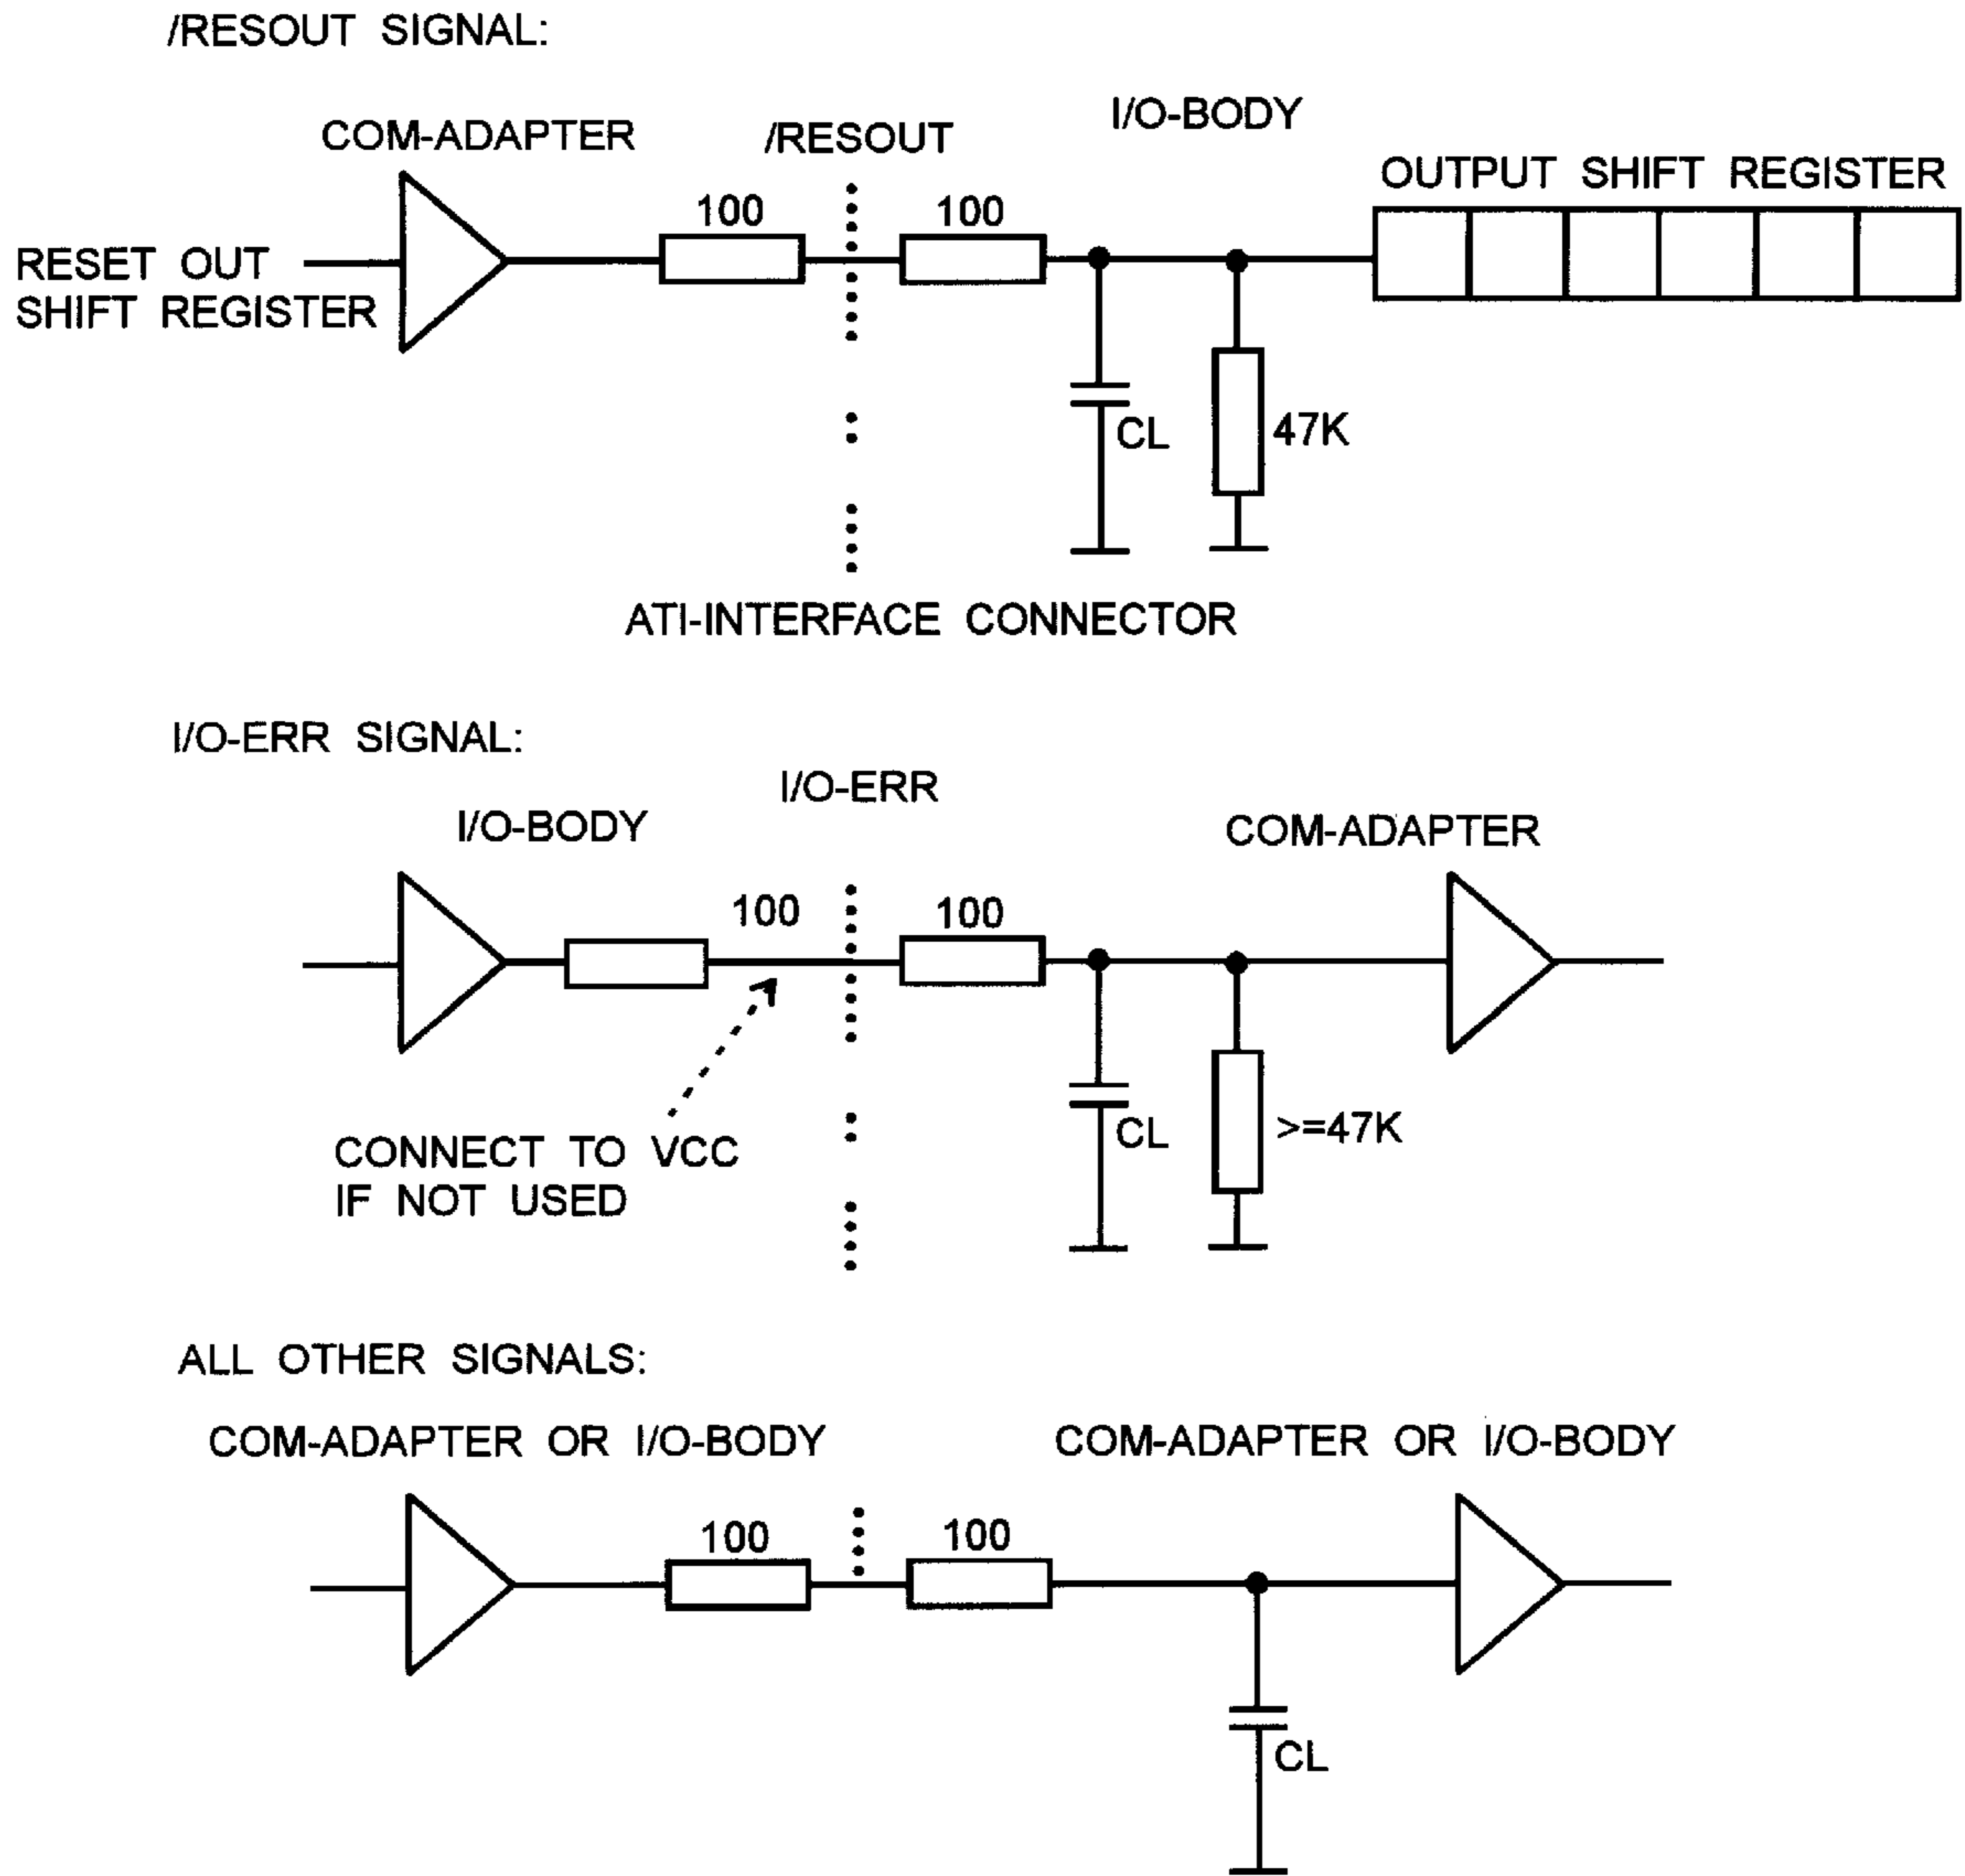 /RESOUT SIGNAL:
COM-ADAPTER
/RESOUT
I/O-BODY
OUTPUT SHIFT REGISTER
100
100
RESET OUT
SHIFT REGISTER
CL
47K
ATI-INTERFACE CONNECTOR
I/O-ERR SIGNAL:
I/O-ERR
I/O-BODY
COM-ADAPTER
100
100
CL
>=47K
CONNECT TO VCC
IF NOT USED
ALL OTHER SIGNALS:
COM-ADAPTER OR I/O-BODY
COM-ADAPTER OR I/O-BODY
100
100
CL